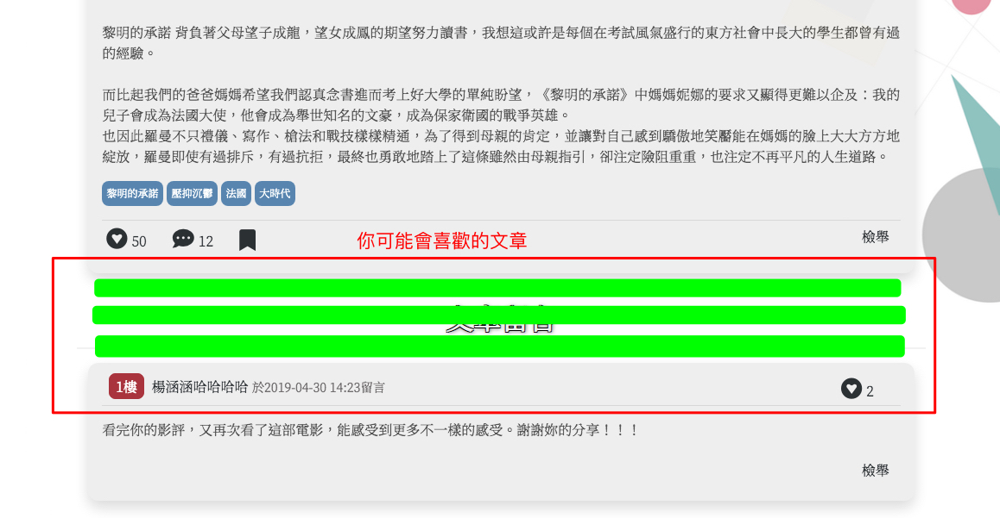 黎明的承諾 背負著父母望子成龍，望女成鳳的期望努力讀書，我想這或許是每個在考試風氣盛行的東方社會中長大的學生都曾有過
的經驗。
而比起我們的爸爸媽媽希望我們認真念書進而考上好大學的單純盼望，《黎明的承諾》中媽媽妮娜的要求又顯得更難以企及：我的
兒子會成為法國大使，他會成為舉世知名的文豪，成為保家衛國的戰爭英雄。
也因此羅曼不只禮儀、寫作、槍法和戰技樣樣精通，為了得到母親的肯定，並讓對自己感到驕傲地笑靨能在媽媽的臉上大大方方地
綻放，羅曼即使有過排斥，有過抗拒，最終也勇敢地踏上了這條雖然由母親指引，卻注定險阻重重，也注定不再平凡的人生道路。
黎明的承諾 壓抑沉鬱 法國 大時代
50 12 你可能會喜歡的文章 檢舉
1樓 楊涵涵哈哈哈哈 於2019-04-30 14:23留言 2
看完你的影評，又再次看了這部電影，能感受到更多不一樣的感受。謝謝妳的分享！！！
檢舉